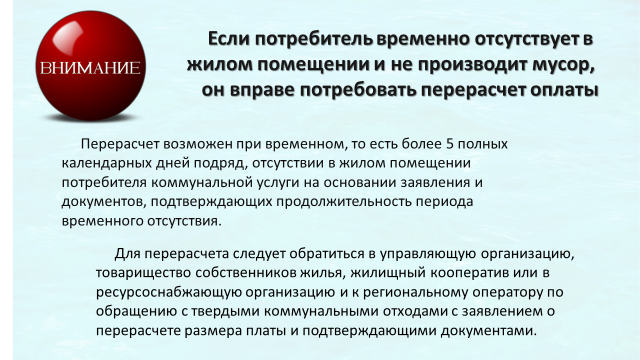 ВНИМАНИЕ
Если потребитель временно отсутствует в
жилом помещении и не производит мусор,
он вправе потребовать перерасчет оплаты
Перерасчет возможен при временном, то есть более 5 полных
календарных дней подряд, отсутствии в жилом помещении
потребителя коммунальной услуги на основании заявления и
документов, подтверждающих продолжительность периода
временного отсутствия.
Для перерасчета следует обратиться в управляющую организацию,
товарищество собственников жилья, жилищный кооператив или в
ресурсоснабжающую организацию и к региональному оператору по
обращению с твердыми коммунальными отходами с заявлением о
перерасчете размера платы и подтверждающими документами.